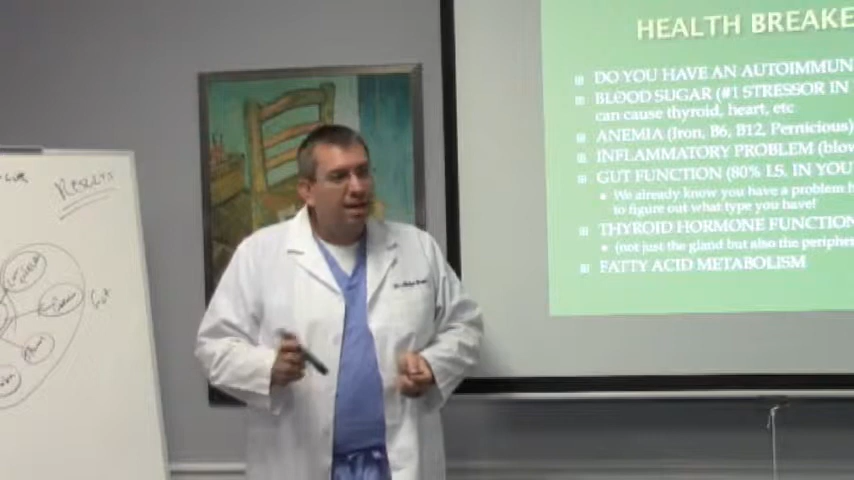 RESULTS
Gut
HEALTH BREAKE
DO YOU HAVE AN AUTOIMMUN
BLOOD SUGAR (#1 STRESSOR IN
can cause thyroid, heart, etc
ANEMIA (Iron, B6, B12, Pernicious)
INFLAMMATORY PROBLEM (blow
GUT FUNCTION (80% I.S. IN YOU
We already know you have a problem h
to figure out what type you have!
THYROID HORMONE FUNCTION
(not just the gland but also the periphe
FATTY ACID METABOLISM